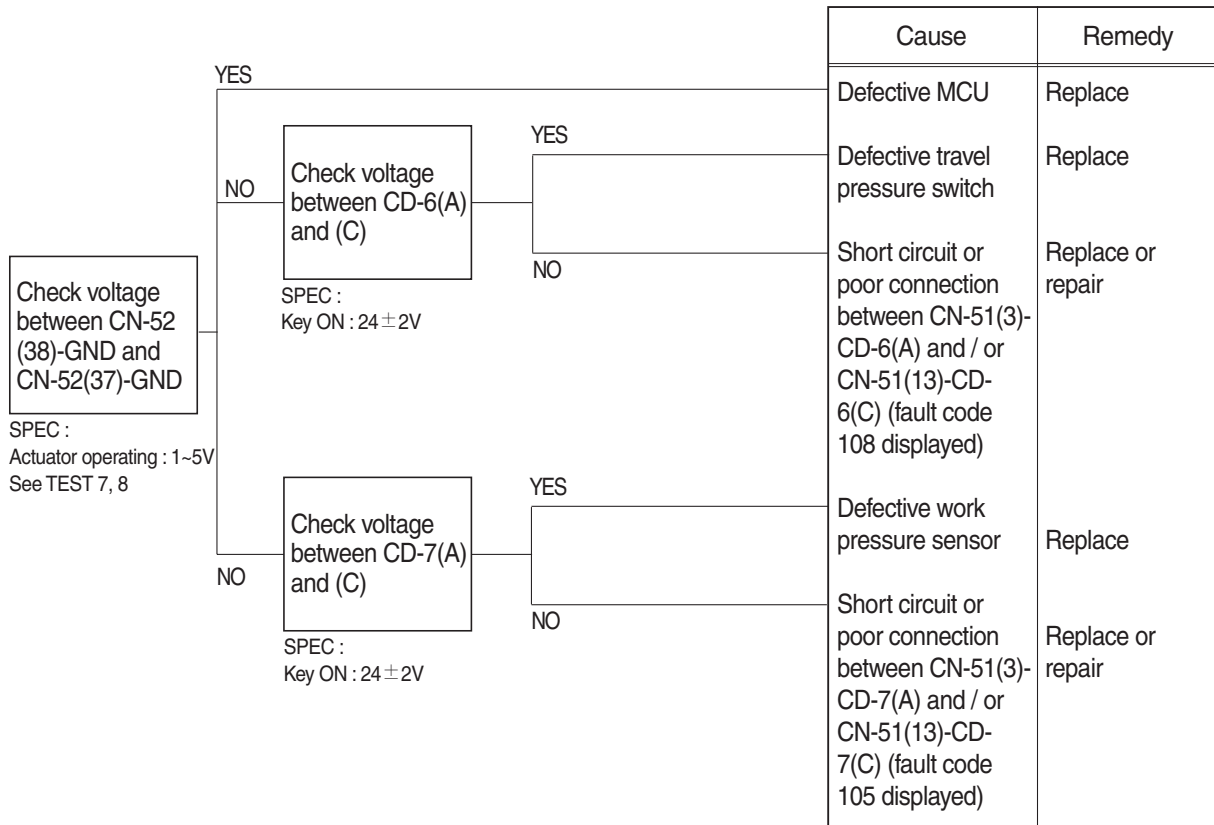 Cause
Remedy
YES
Defective MCU
Replace
YES
Check voltage
between CD-6(A)
and (C)
NO
Defective travel
pressure switch
Replace
NO
SPEC :
Key ON : 24±2V
Short circuit or
poor connection
between CN-51(3)-
CD-6(A) and / or
CN-51(13)-CD-
6(C) (fault code
108 displayed)
Replace or
repair
Check voltage
between CN-52
(38)-GND and
CN-52(37)-GND
SPEC :
Actuator operating : 1~5V
See TEST 7, 8
YES
Check voltage
between CD-7(A)
and (C)
NO
Defective work
pressure sensor
Replace
NO
SPEC :
Key ON : 24±2V
Short circuit or
poor connection
between CN-51(3)-
CD-7(A) and / or
CN-51(13)-CD-
7(C) (fault code
105 displayed)
Replace or
repair